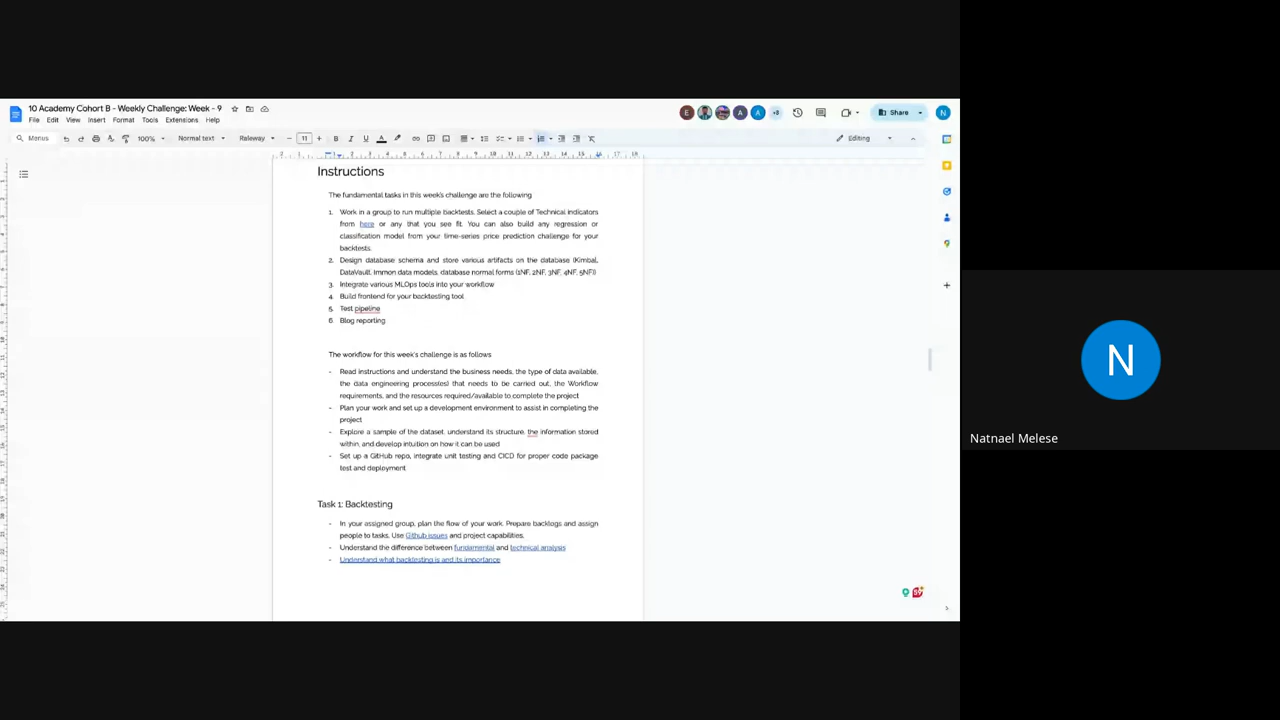 10 Academy Cohort B - Weekly Challenge: Week - 9
File Edit View Insert Format Tools Extensions Help
Share
Menus 100% Normal text Raleway 11 Editing
Instructions
The fundamental tasks in this week's challenge are the following
1. Work in a group to run multiple backtests. Select a couple of Technical indicators
from here or any that you see fit. You can also build any regression or
classification model from your time-series price prediction challenge for your
backtests.
2. Design database schema and store various artifacts on the database (Kimbal,
DataVault, Immon data models, database normal forms (1NF, 2NF, 3NF, 4NF, 5NF))
3. Integrate various MLOps tools into your workflow
4. Build frontend for your backtesting tool
5. Test pipeline
6 Blog reporting
The workflow for this week's challenge is as follows
- Read instructions and understand the business needs, the type of data available,
the data engineering process(es) that needs to be carried out, the Workflow
requirements, and the resources required/available to complete the project
- Plan your work and set up a development environment to assist in completing the
project
- Explore a sample of the dataset, understand its structure, the information stored
within, and develop intuition on how it can be used
- Set up a GitHub repo, integrate unit testing and CICD for proper code package
test and deployment
Task 1: Backtesting
- In your assigned group, plan the flow of your work. Prepare backlogs and assign
people to tasks. Use Github issues and project capabilities.
- Understand the difference between fundamental and technical analysis
- Understand what backtesting is and its importance
N
Natnael Melese